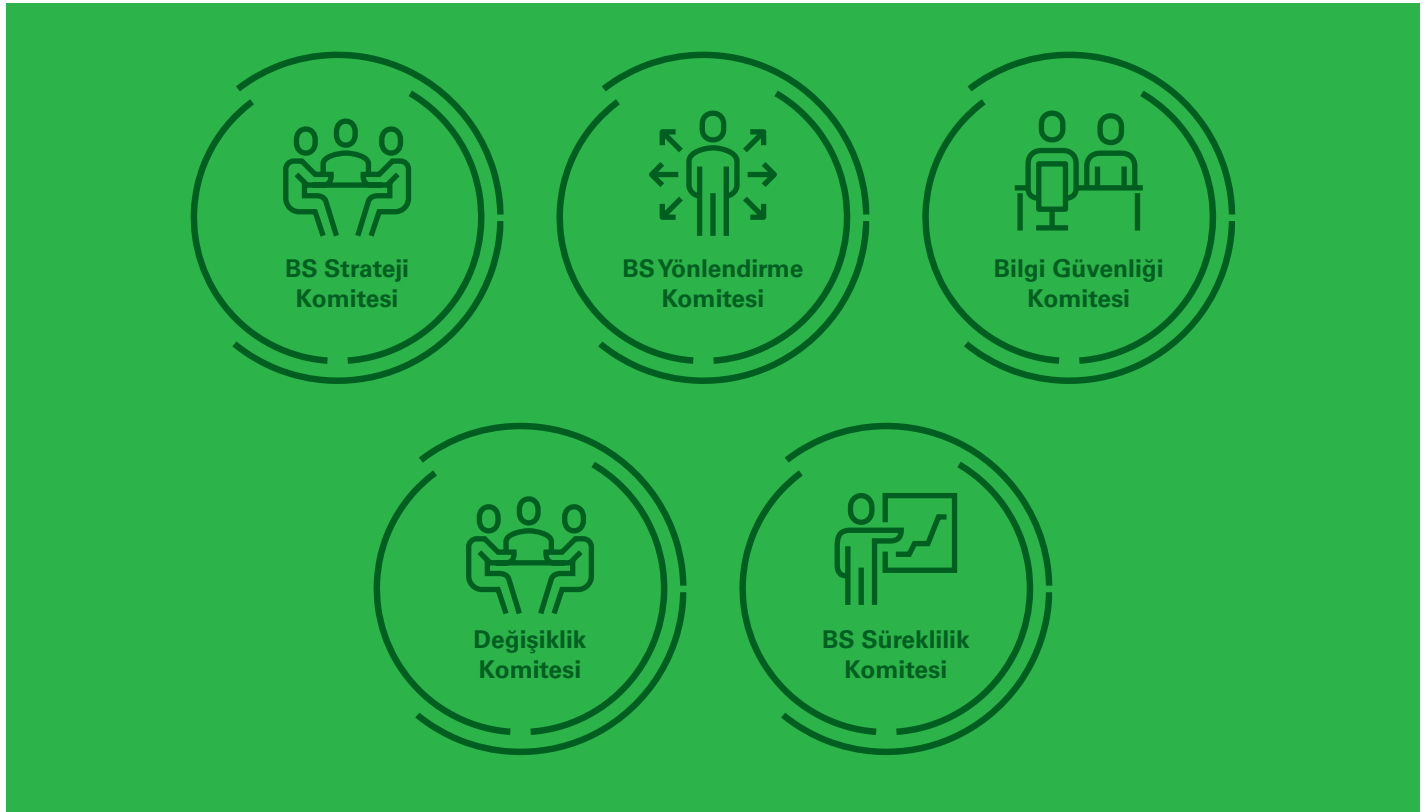 BS Strateji
Komitesi
BS Yönlendirme
Komitesi
Bilgi Güvenliği
Komitesi
Değişiklik
Komitesi
BS Süreklilik
Komitesi